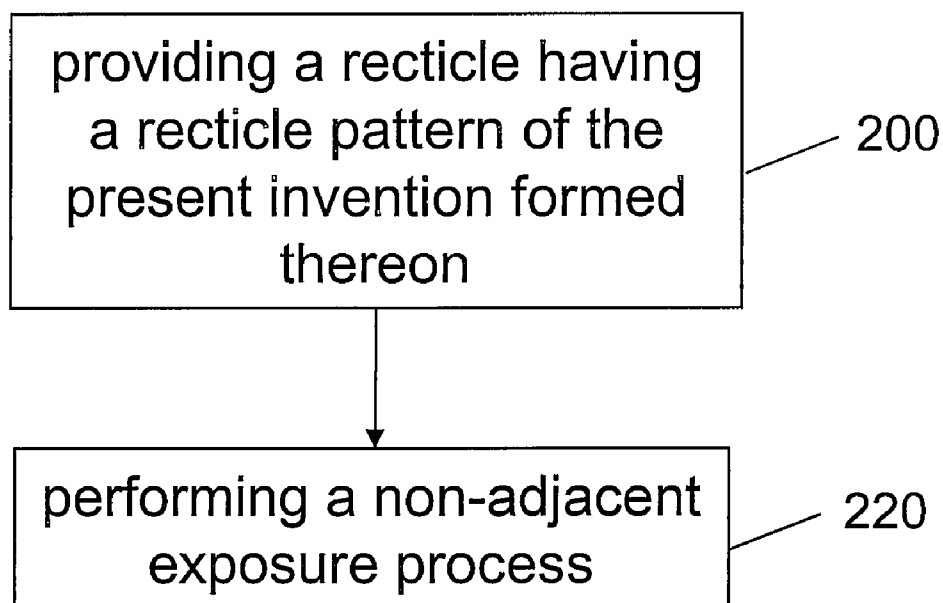 providing a recticle having
a recticle pattern of the
present invention formed
thereon
200
performing a non-adjacent
exposure process
220